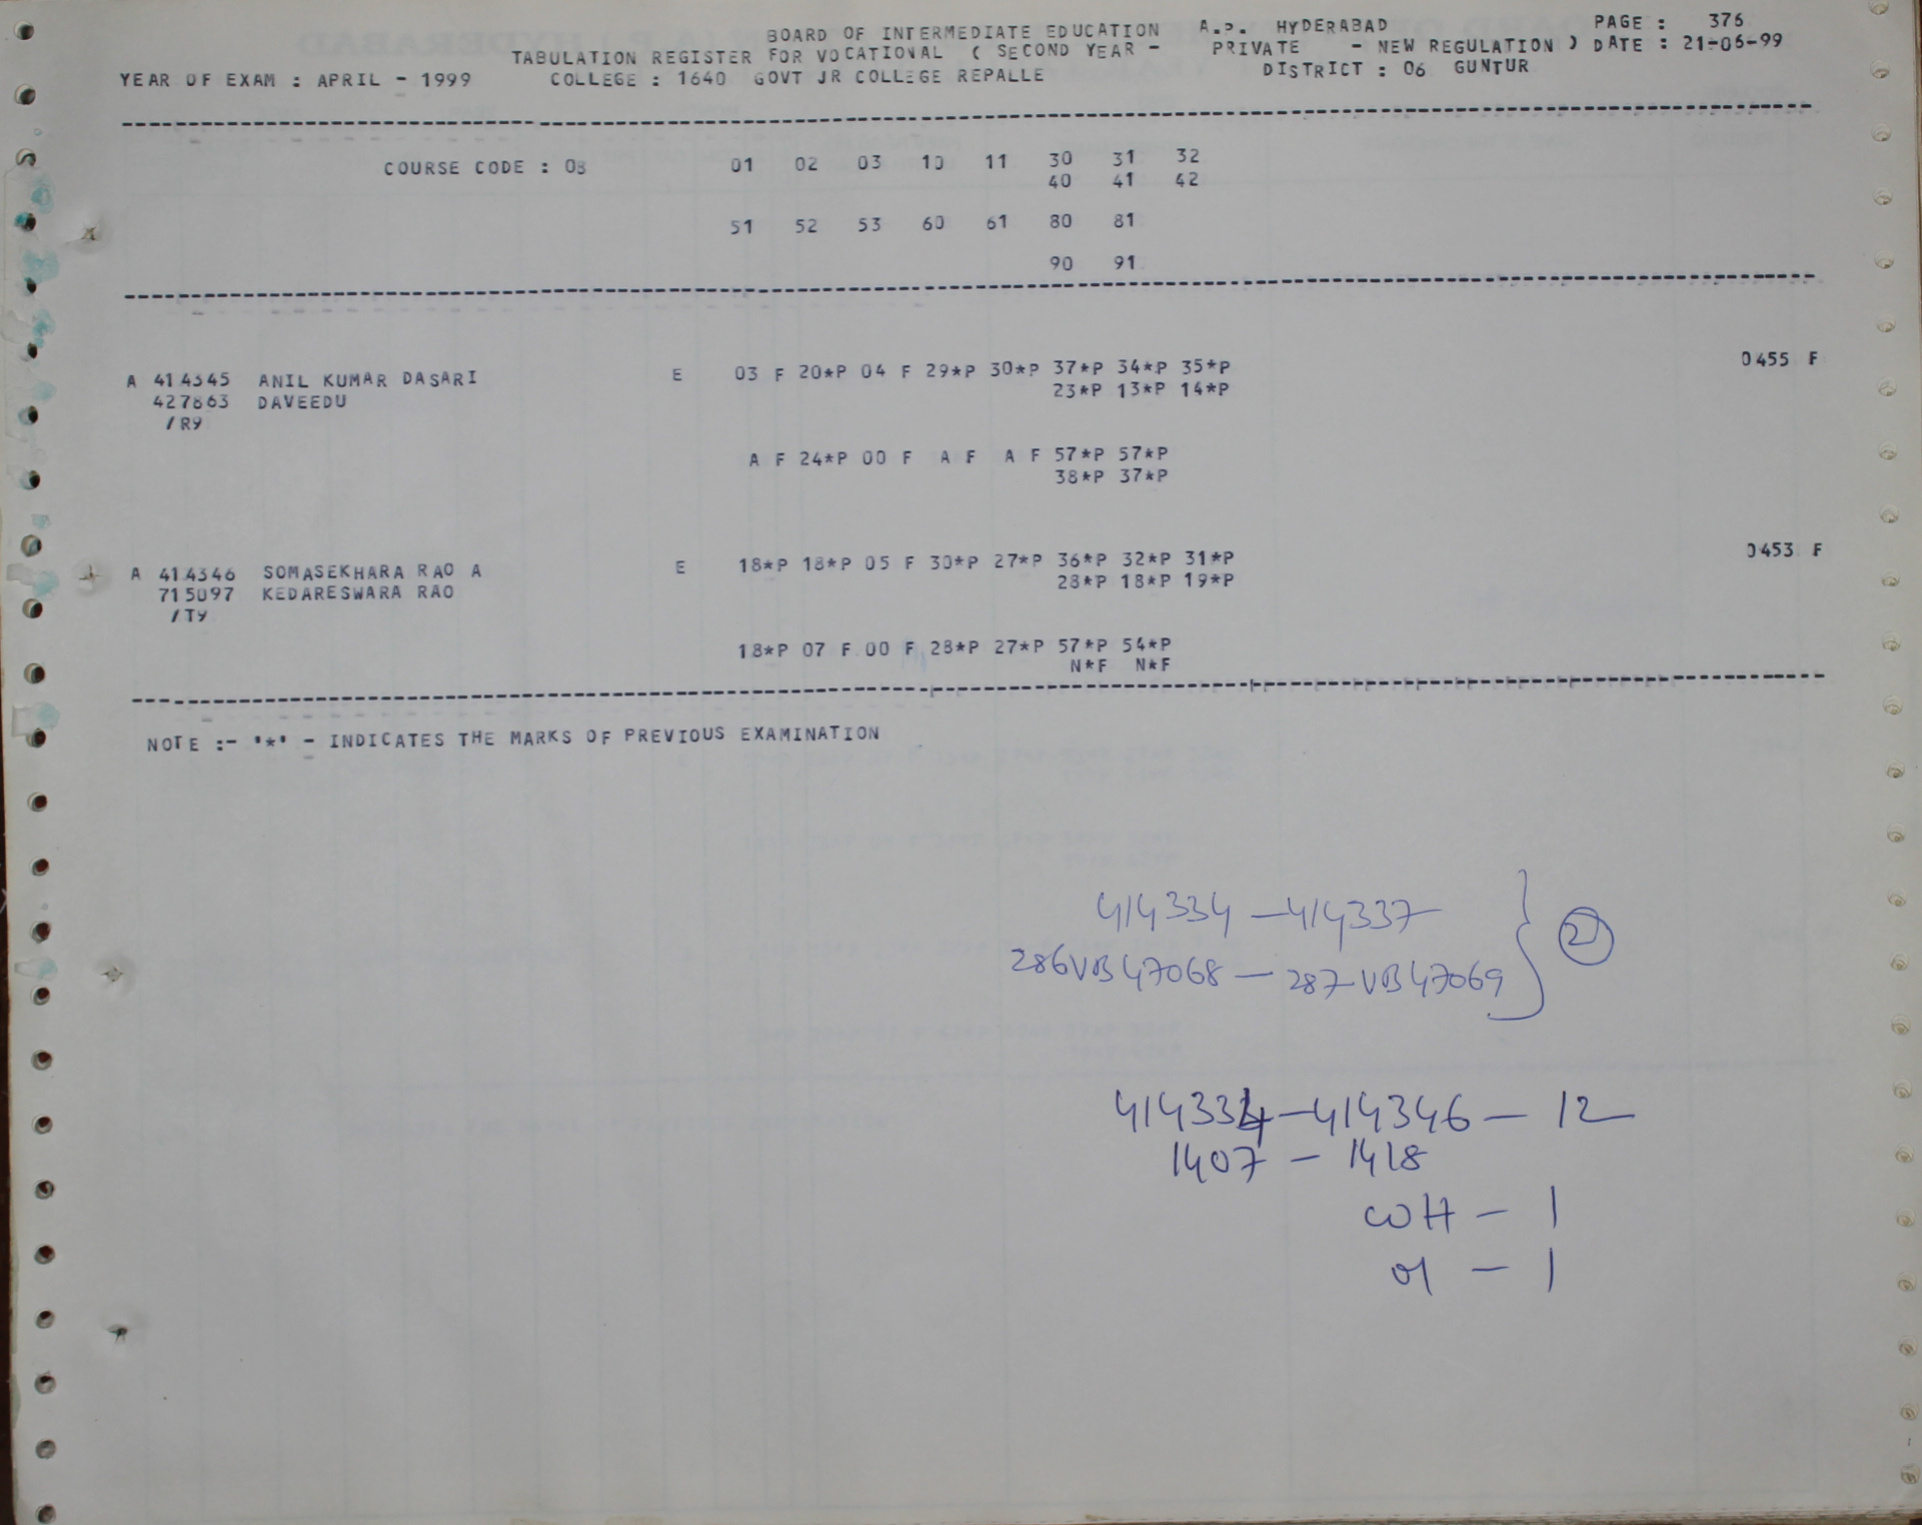 BOARD OF INTERMEDIATE EDUCATION A.P. HYDERABAD PAGE : 376
TABULATION REGISTER FOR VOCATIONAL ( SECOND YEAR - PRIVATE - NEW REGULATION ) DATE : 21-06-99
YEAR OF EXAM : APRIL - 1999 COLLEGE : 1640 GOVT JR COLLEGE REPALLE DISTRICT : 06 GUNTUR
COURSE CODE : 08 01 02 03 10 11 30 31 32
40 41 42
51 52 53 60 61 80 81
90 91
A 414345 ANIL KUMAR DASARI E 03 F 20*P 04 F 29*P 30*P 37*P 34*P 35*P 0455 F
427863 DAVEEDU 23*P 13*P 14*P
/R9
A F 24*P 00 F A F A F 57*P 57*P
38*P 37*P
A 414346 SOMASEKHARA RAO A E 18*P 18*P 05 F 30*P 27*P 36*P 32*P 31*P 0453 F
715097 KEDARESWARA RAO 28*P 18*P 19*P
/T9
18*P 07 F 00 F 28*P 27*P 57*P 54*P
N*F N*F
NOTE :- '*' - INDICATES THE MARKS OF PREVIOUS EXAMINATION
414334 - 414337
286VB47068 - 287VB47069 } 2
414334 - 414346 - 12
1407 - 1418
WH - 1
- 1